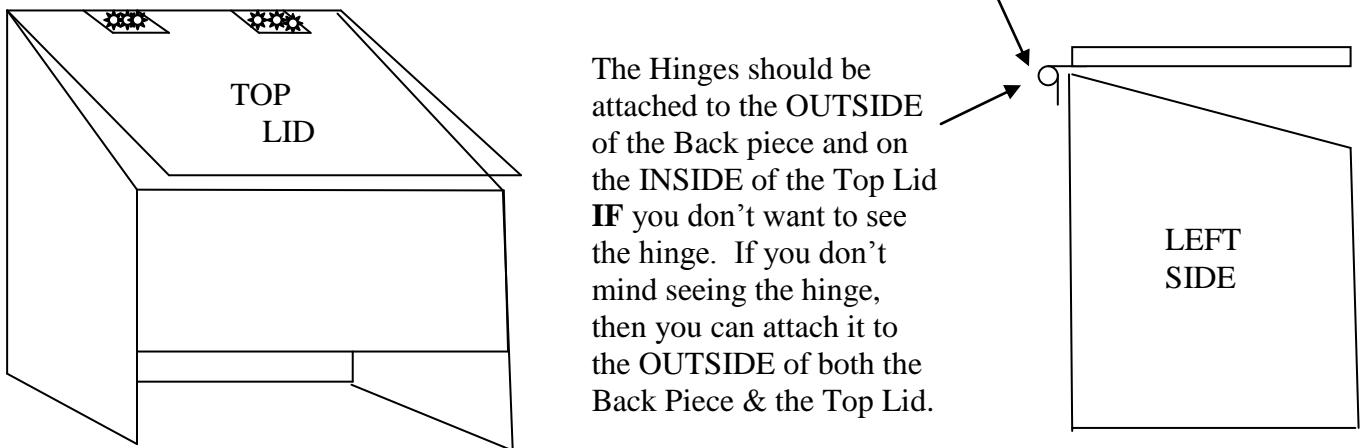 TOP
LID
The Hinges should be
attached to the OUTSIDE
of the Back piece and on
the INSIDE of the Top Lid
IF you don’t want to see
the hinge.  If you don’t
mind seeing the hinge,
then you can attach it to
the OUTSIDE of both the
Back Piece & the Top Lid.
LEFT
SIDE